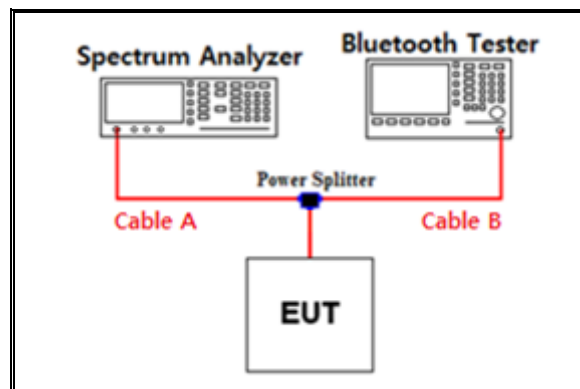 Bluetooth Tester
Spectrum Analyzer
Power Splitter
Cable A
Cable B
EUT